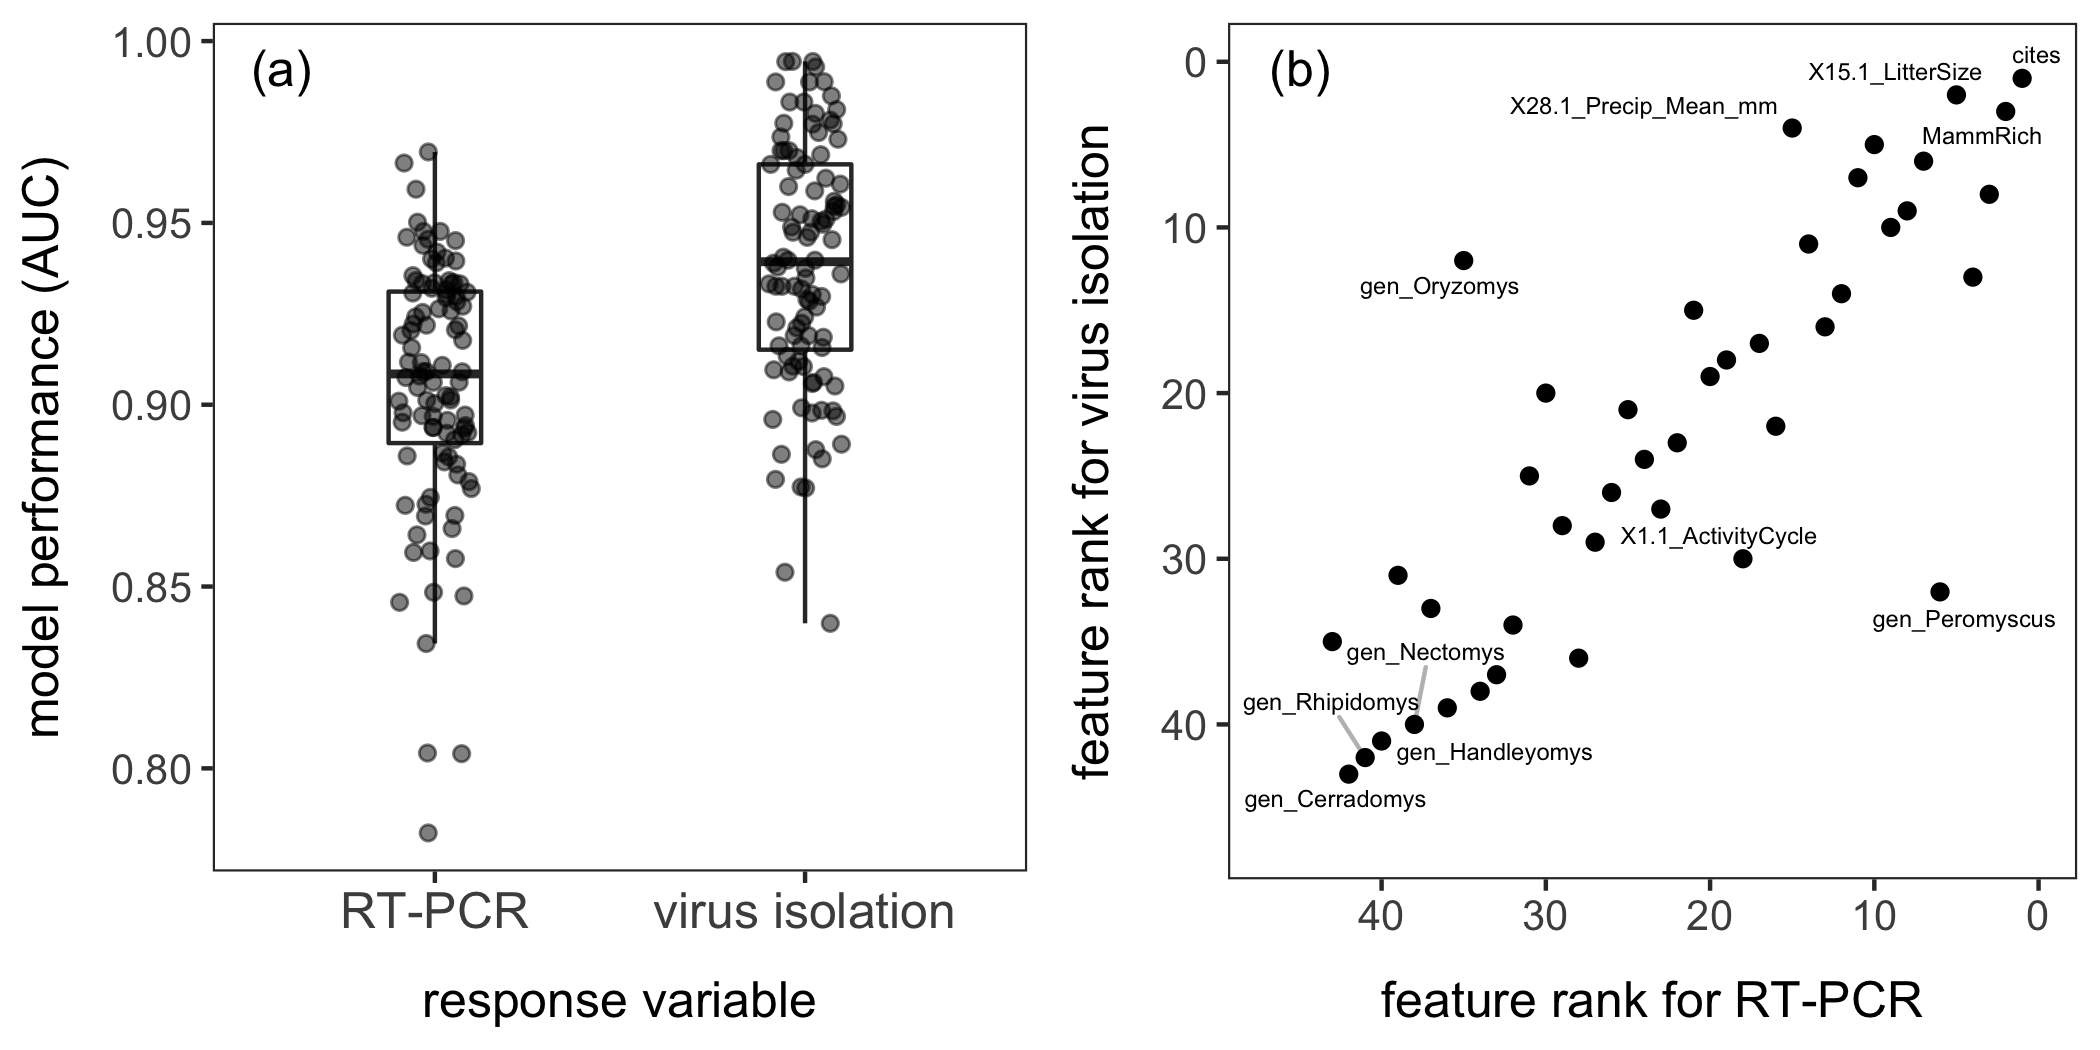 (a)
model performance (AUC)
1.00
0.95
0.90
0.85
0.80
RT-PCR
virus isolation
response variable
(b)
feature rank for virus isolation
0
10
20
30
40
cites
X15.1_LitterSize
X28.1_Precip_Mean_mm
MammRich
gen_Oryzomys
X1.1_ActivityCycle
gen_Peromyscus
gen_Nectomys
gen_Rhipidomys
gen_Handleyomys
gen_Cerradomys
40
30
20
10
0
feature rank for RT-PCR